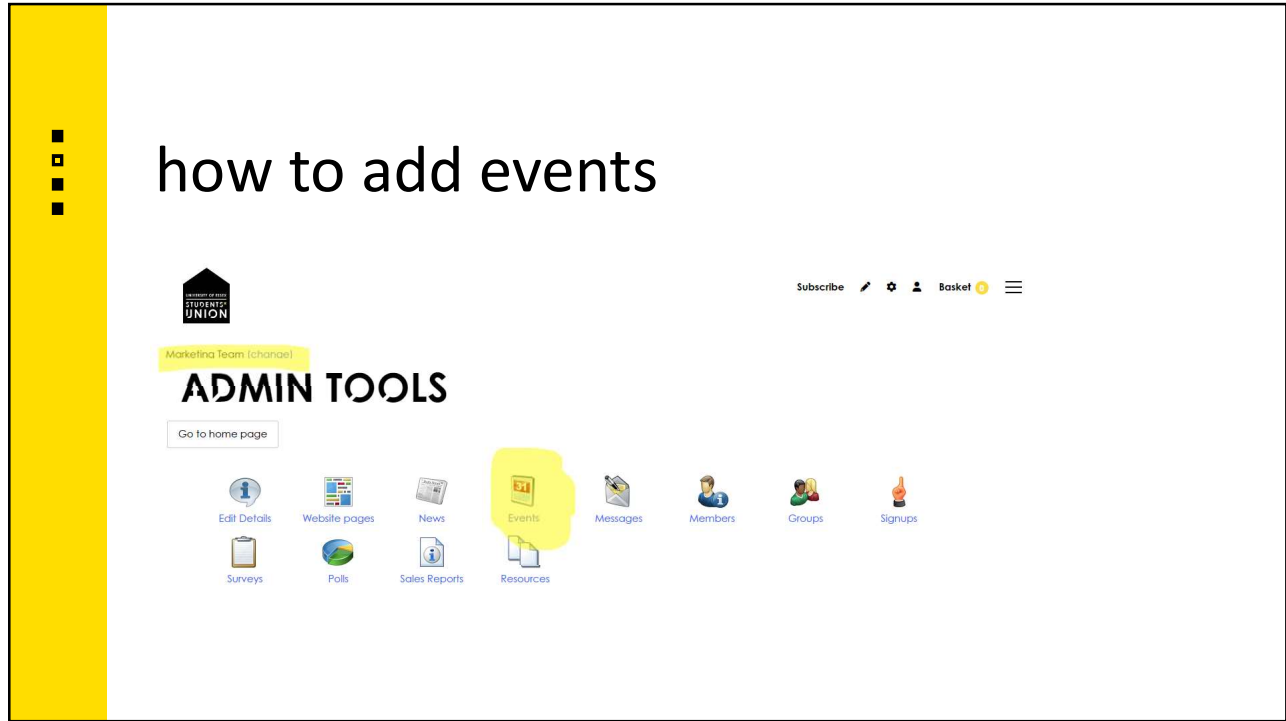 how to add events
UNIVERSITY OF ESSEX
STUDENTS'
UNION
Subscribe
Basket
Marketing Team (change)
ADMIN TOOLS
Go to home page
Edit Details Website pages News Events Messages Members Groups Signups
Surveys Polls Sales Reports Resources